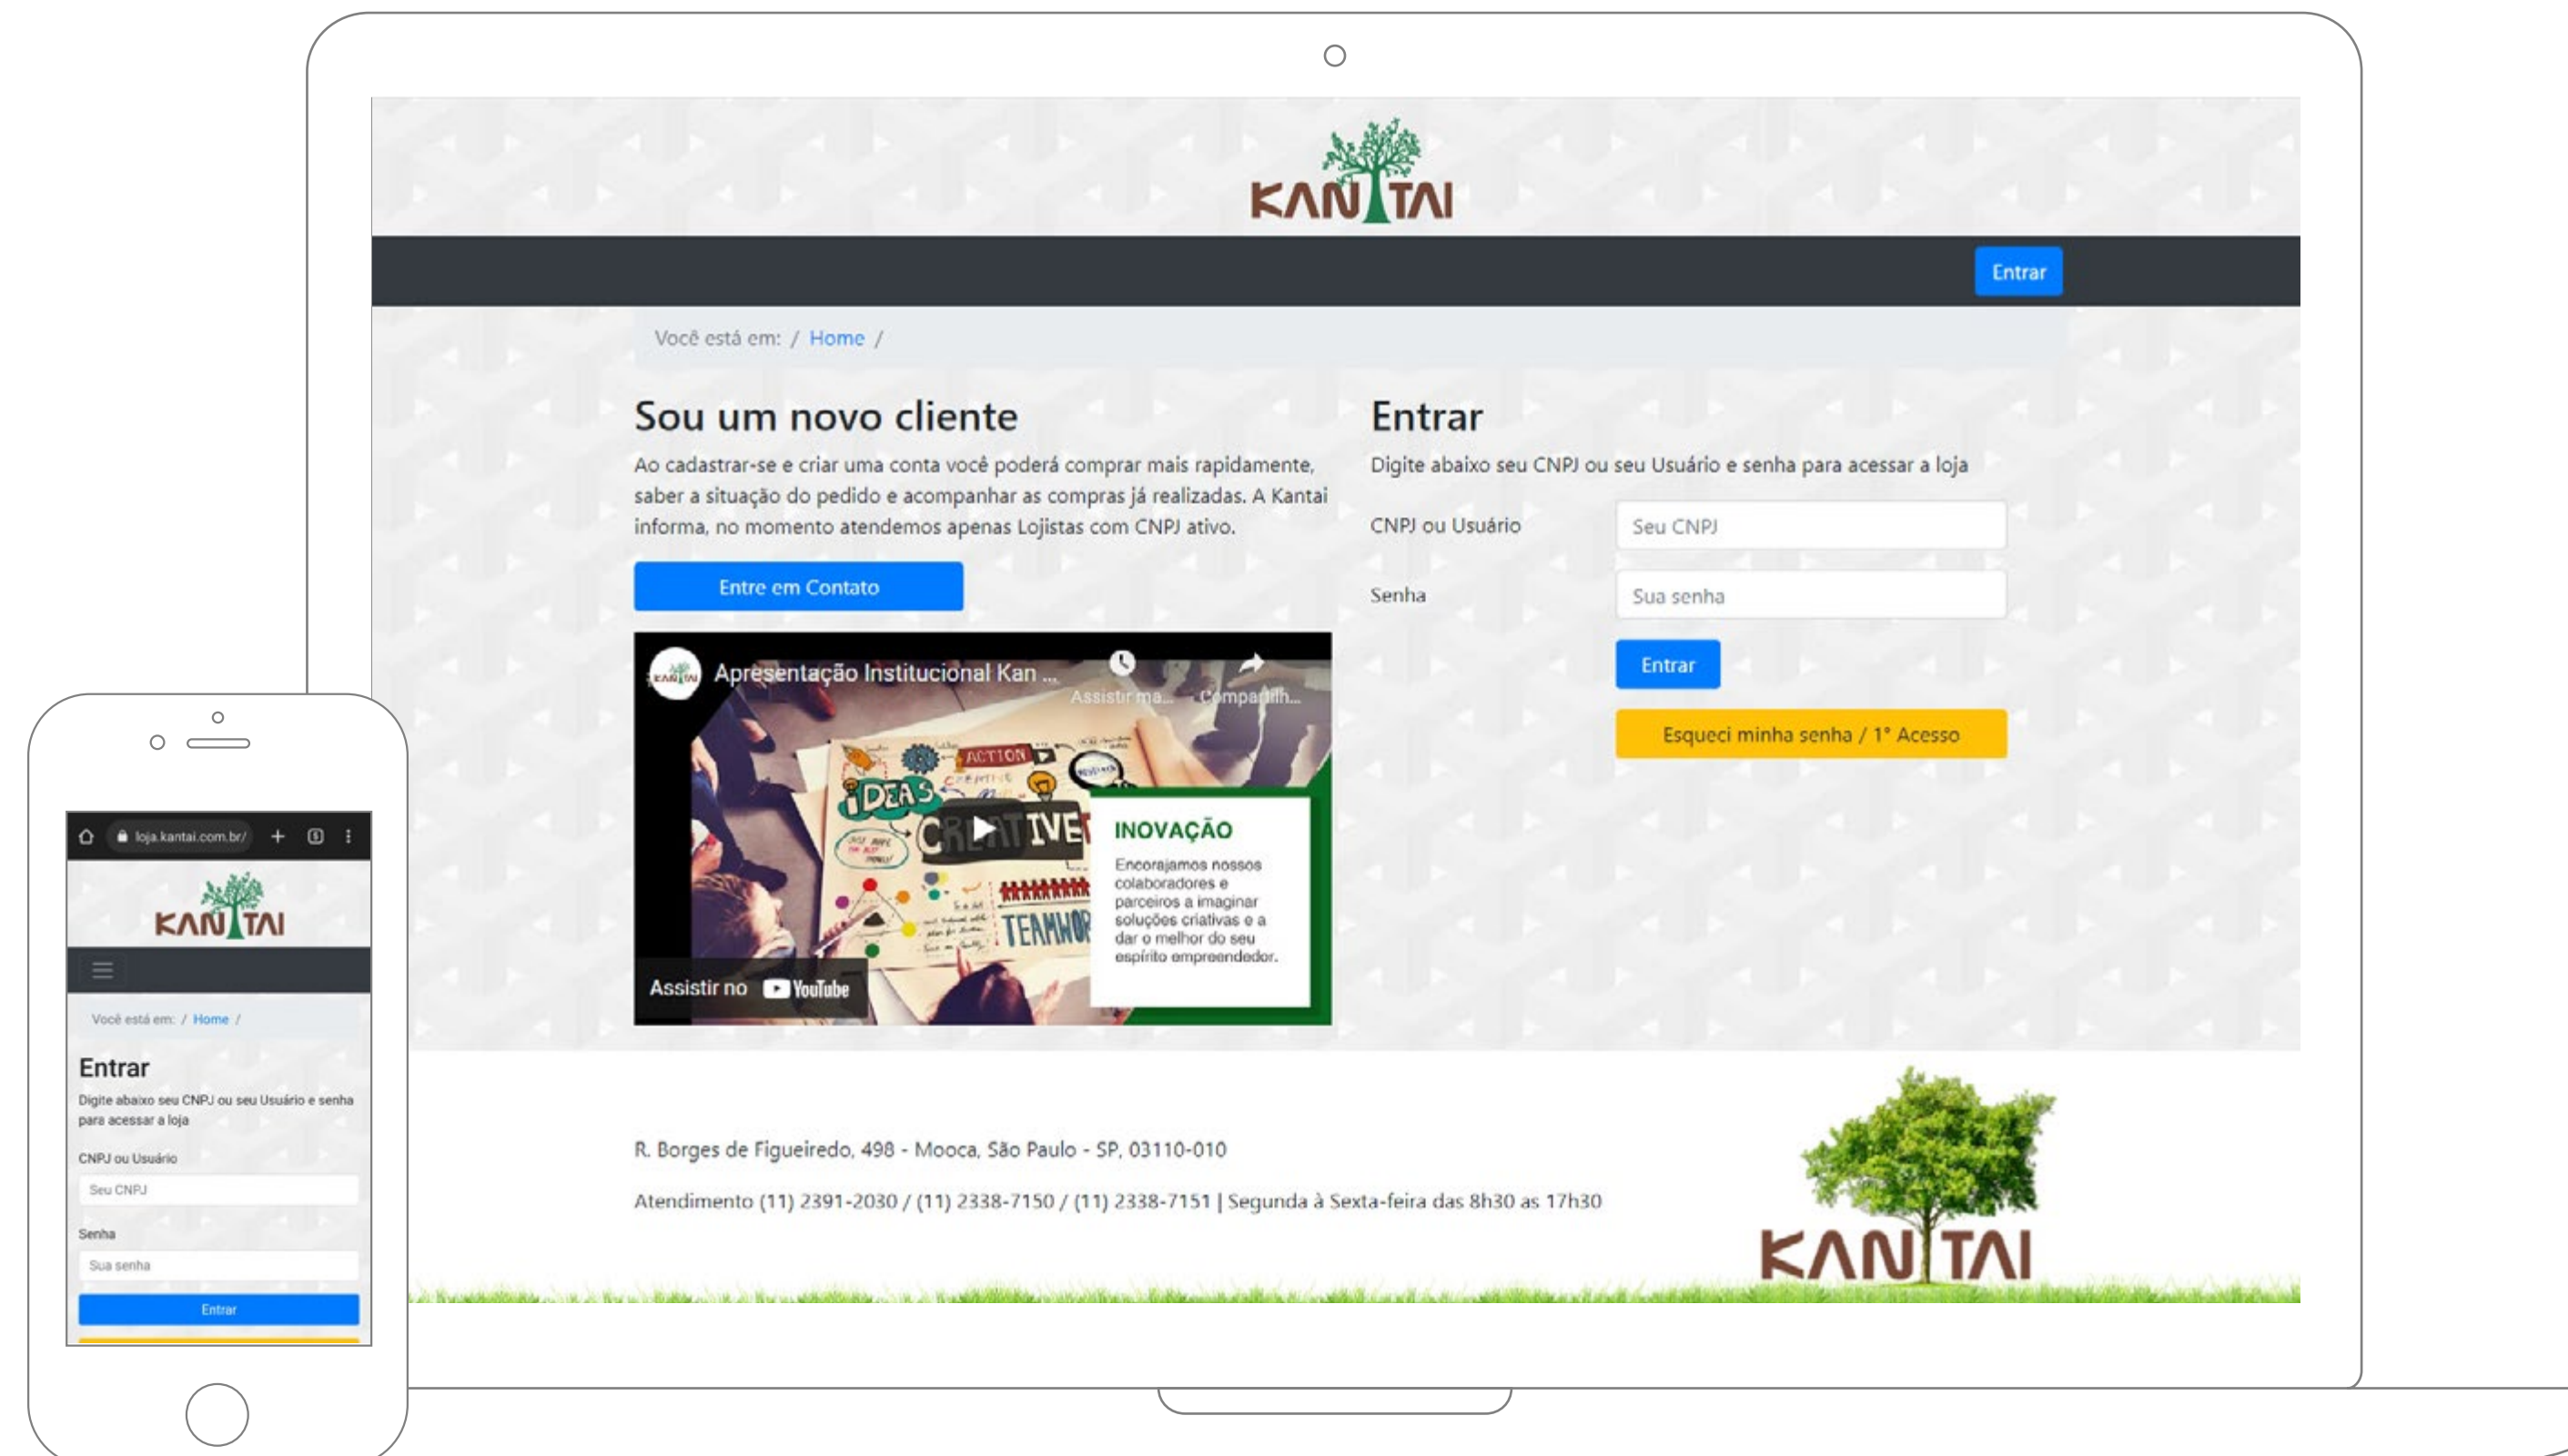 KANTAI
Entrar
Você está em: / Home /
Sou um novo cliente
Ao cadastrar-se e criar uma conta você poderá comprar mais rapidamente,
saber a situação do pedido e acompanhar as compras já realizadas. A Kantai
informa, no momento atendemos apenas Lojistas com CNPJ ativo.
Entre em Contato
KANTAI
Apresentação Institucional Kan ...
Assistir ma...
Compartilh...
ACTION
CREATIVE
IDEAS
CREATIVE
TEAMWOR
INOVAÇÃO
Encorajamos nossos
colaboradores e
parceiros a imaginar
soluções criativas e a
dar o melhor do seu
espírito empreendedor.
Assistir no YouTube
Entrar
Digite abaixo seu CNPJ ou seu Usuário e senha para acessar a loja
CNPJ ou Usuário
Seu CNPJ
Senha
Sua senha
Entrar
Esqueci minha senha / 1° Acesso
R. Borges de Figueiredo, 498 - Mooca, São Paulo - SP, 03110-010
Atendimento (11) 2391-2030 / (11) 2338-7150 / (11) 2338-7151 | Segunda à Sexta-feira das 8h30 as 17h30
KANTAI
loja.kantai.com.br/
5
KANTAI
Você está em: / Home /
Entrar
Digite abaixo seu CNPJ ou seu Usuário e senha
para acessar a loja
CNPJ ou Usuário
Seu CNPJ
Senha
Sua senha
Entrar